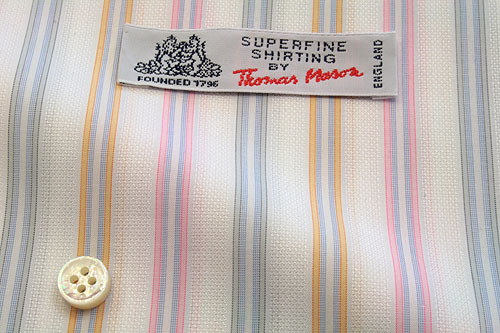 SUPERFINE
SHIRTING
BY
Thomas Mason
FOUNDED 1796
ENGLAND